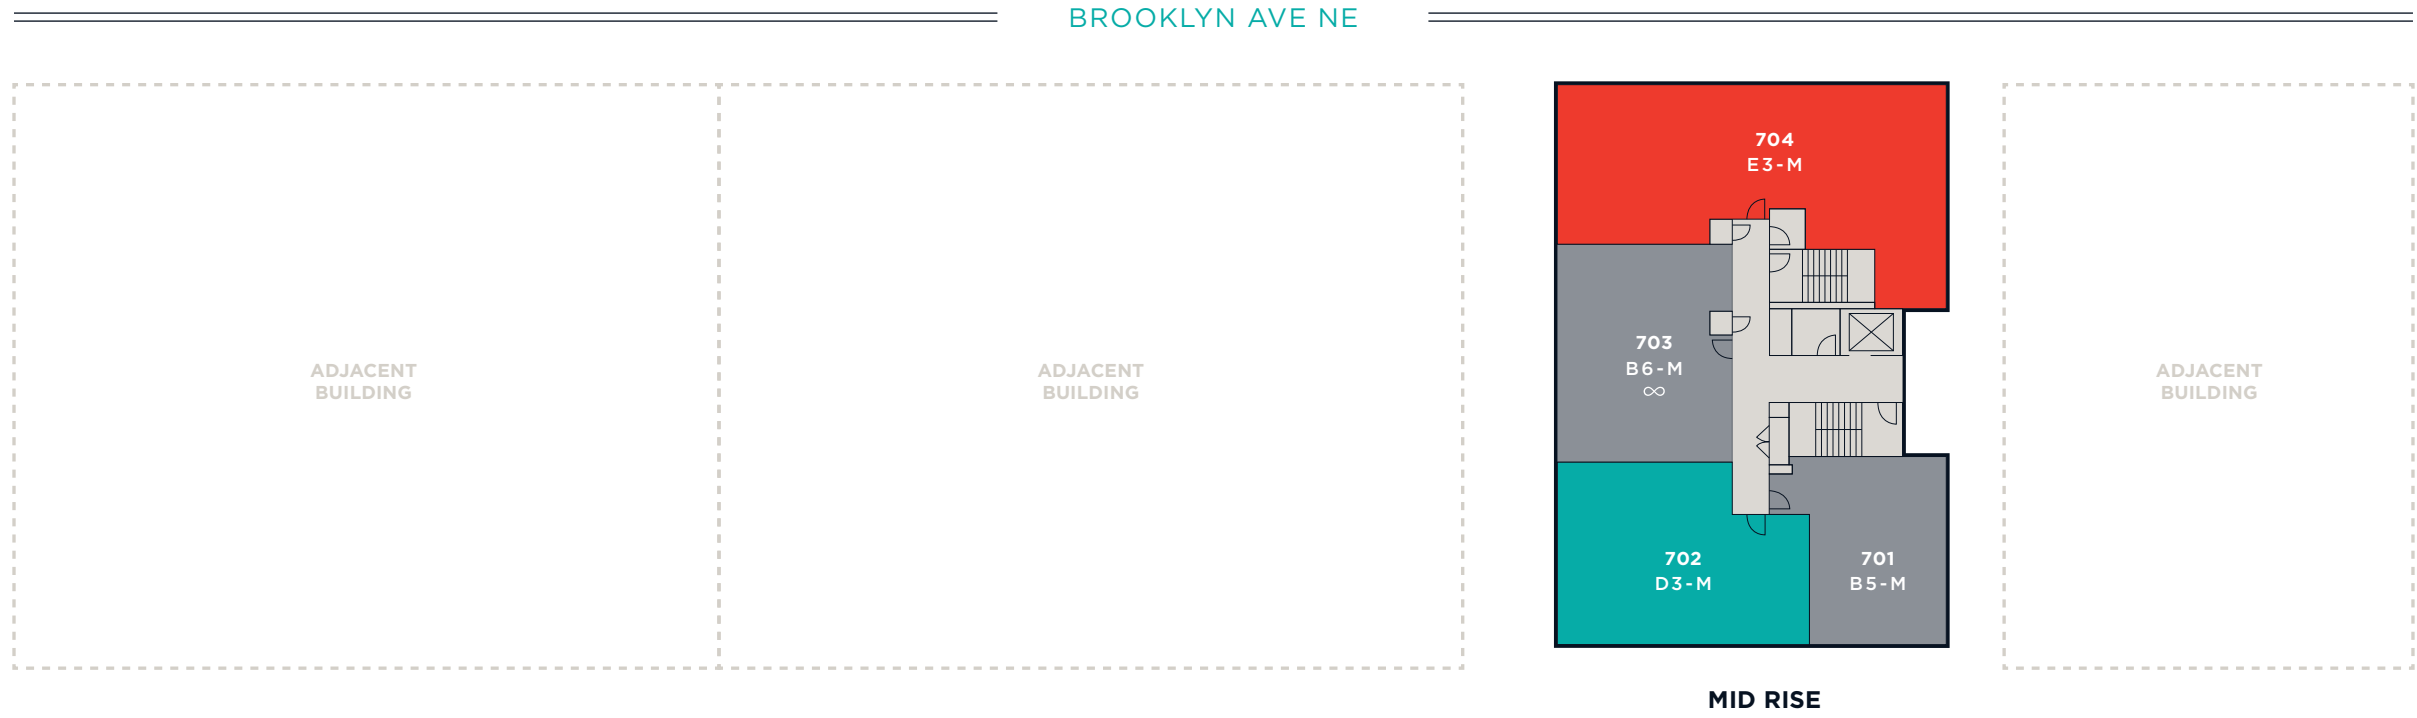 BROOKLYN AVE NE
704
E3-M
ADJACENT
BUILDING
ADJACENT
BUILDING
703
B6-M
∞
ADJACENT
BUILDING
702
D3-M
701
B5-M
MID RISE